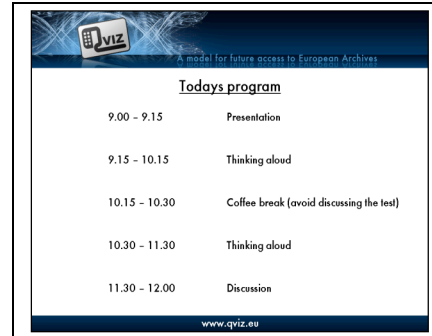 QVIZ
A model for future access to European Archives
Todays program
9.00 – 9.15 Presentation
9.15 – 10.15 Thinking aloud
10.15 – 10.30 Coffee break (avoid discussing the test)
10.30 – 11.30 Thinking aloud
11.30 – 12.00 Discussion
www.qviz.eu